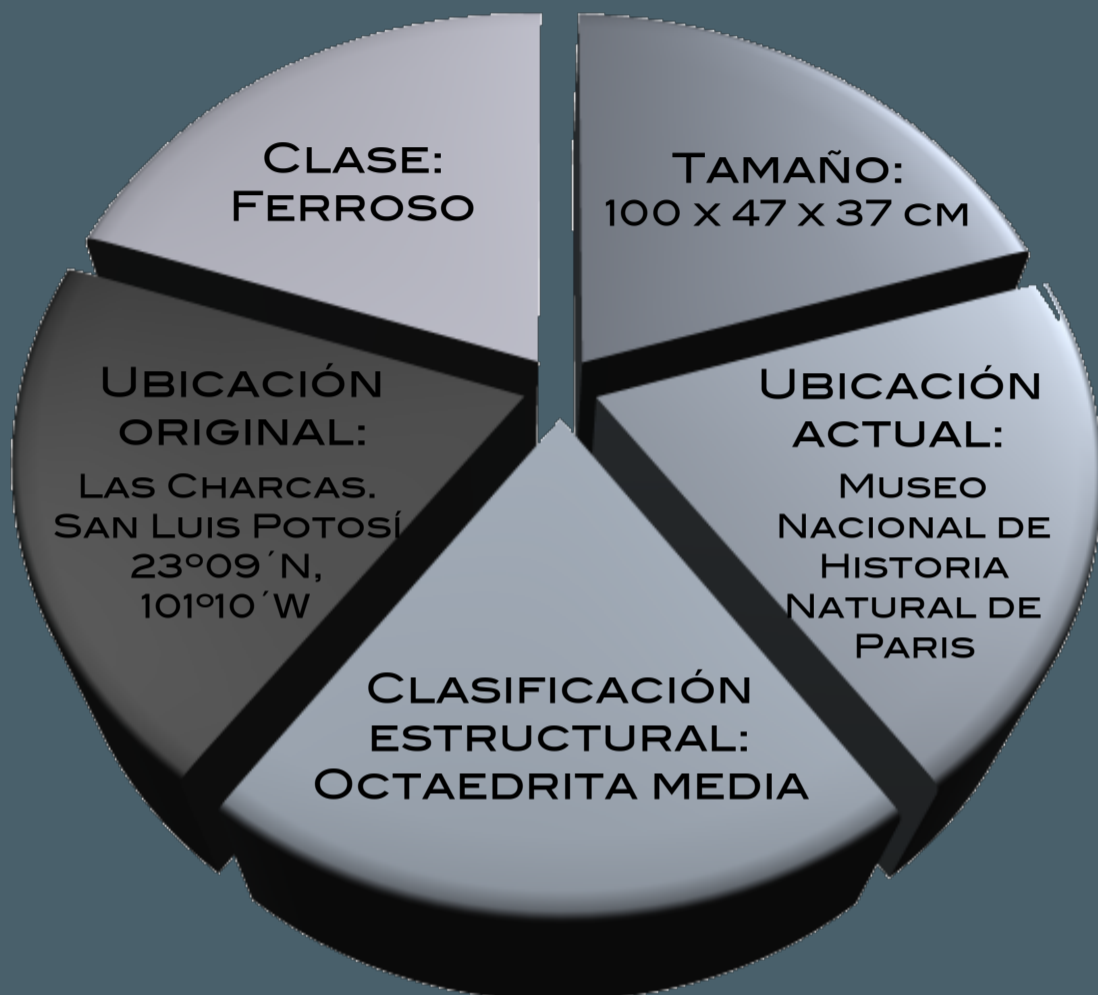 CLASE:
FERROSO
TAMAÑO:
100 X 47 X 37 CM
UBICACIÓN
ORIGINAL:
LAS CHARCAS.
SAN LUIS POTOSÍ
23º09´N,
101º10´W
UBICACIÓN
ACTUAL:
MUSEO
NACIONAL DE
HISTORIA
NATURAL DE
PARIS
CLASIFICACIÓN
ESTRUCTURAL:
OCTAEDRITA MEDIA